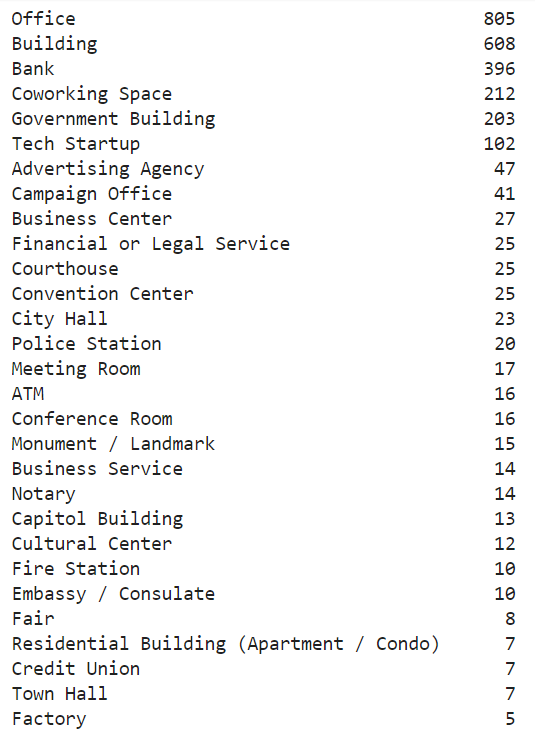 Office 805
Building 608
Bank 396
Coworking Space 212
Government Building 203
Tech Startup 102
Advertising Agency 47
Campaign Office 41
Business Center 27
Financial or Legal Service 25
Courthouse 25
Convention Center 25
City Hall 23
Police Station 20
Meeting Room 17
ATM 16
Conference Room 16
Monument / Landmark 15
Business Service 14
Notary 14
Capitol Building 13
Cultural Center 12
Fire Station 10
Embassy / Consulate 10
Fair 8
Residential Building (Apartment / Condo) 7
Credit Union 7
Town Hall 7
Factory 5